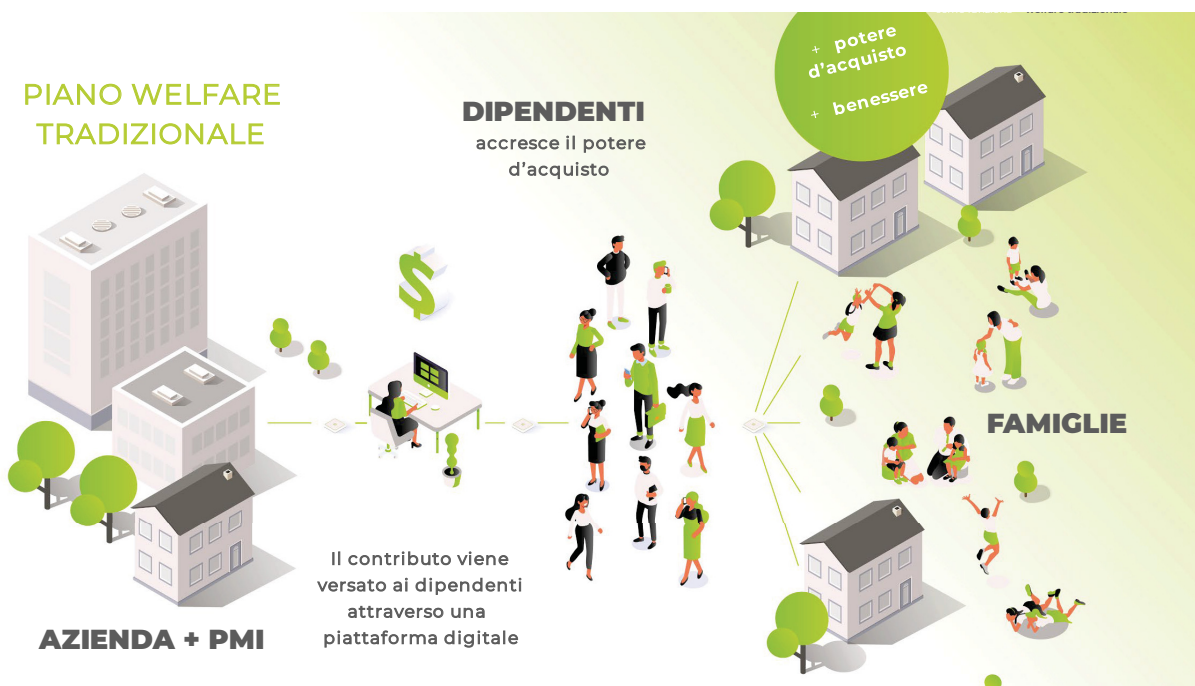 PIANO WELFARE
TRADIZIONALE
DIPENDENTI
accresce il potere
d'acquisto
+ potere
d'acquisto
+ benessere
FAMIGLIE
Il contributo viene
versato ai dipendenti
attraverso una
piattaforma digitale
AZIENDA + PMI